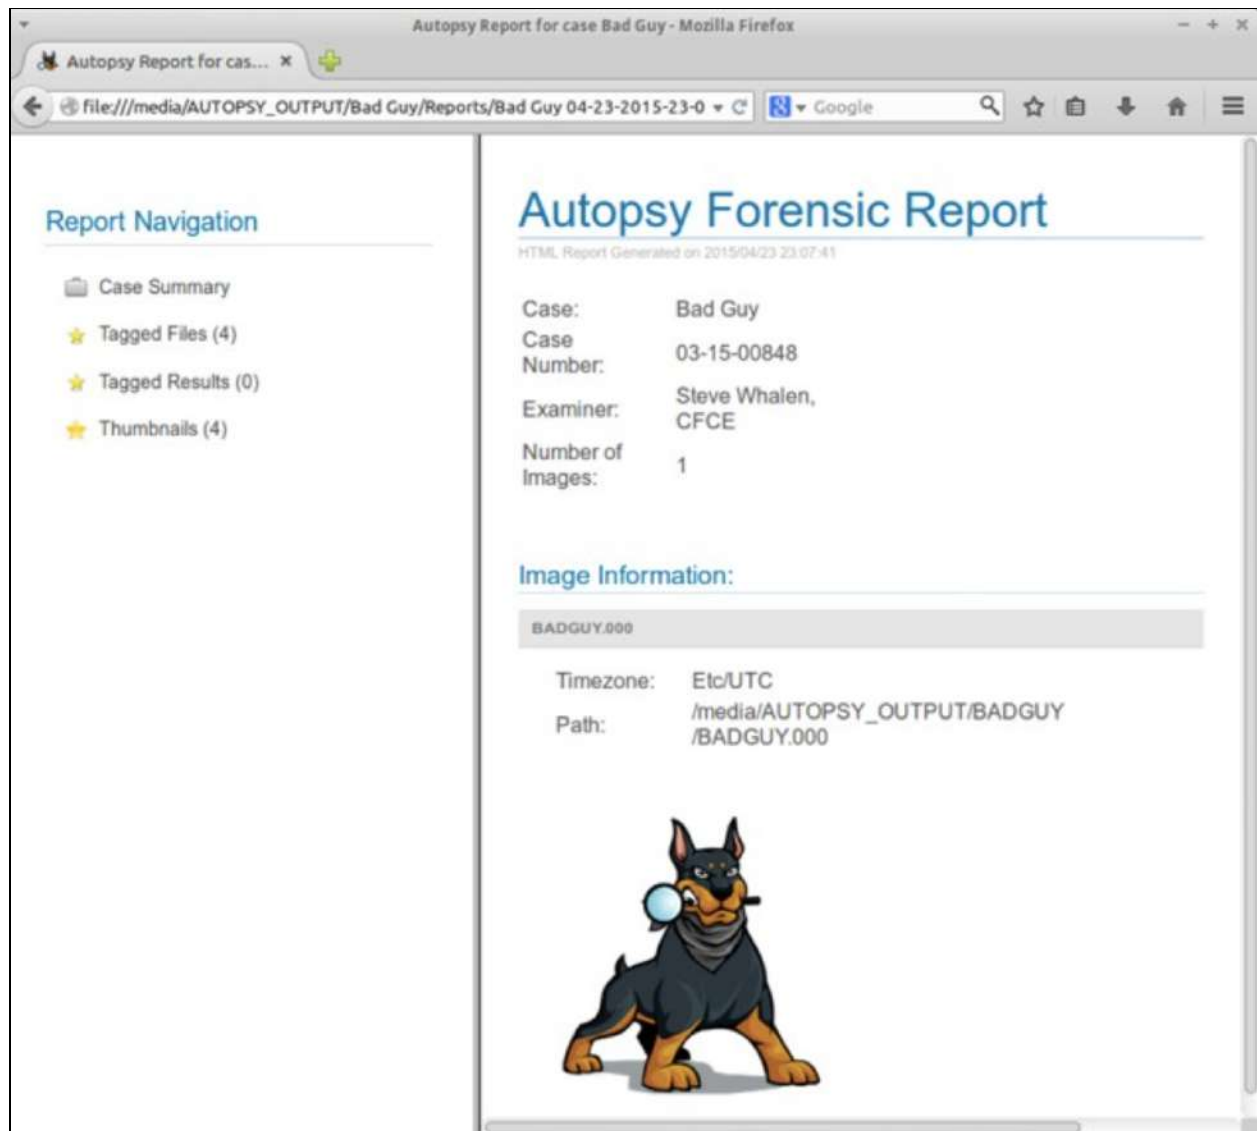 Autopsy Report for case Bad Guy - Mozilla Firefox
Autopsy Report for cas...
file:///media/AUTOPSY_OUTPUT/Bad Guy/Reports/Bad Guy 04-23-2015-23-0
Google
Report Navigation
Case Summary
Tagged Files (4)
Tagged Results (0)
Thumbnails (4)
Autopsy Forensic Report
HTML Report Generated on 2015/04/23 23:07:41
Case: Bad Guy
Case
Number: 03-15-00848
Examiner: Steve Whalen,
CFCE
Number of
Images: 1
Image Information:
BADGUY.000
Timezone: Etc/UTC
Path: /media/AUTOPSY_OUTPUT/BADGUY
/BADGUY.000